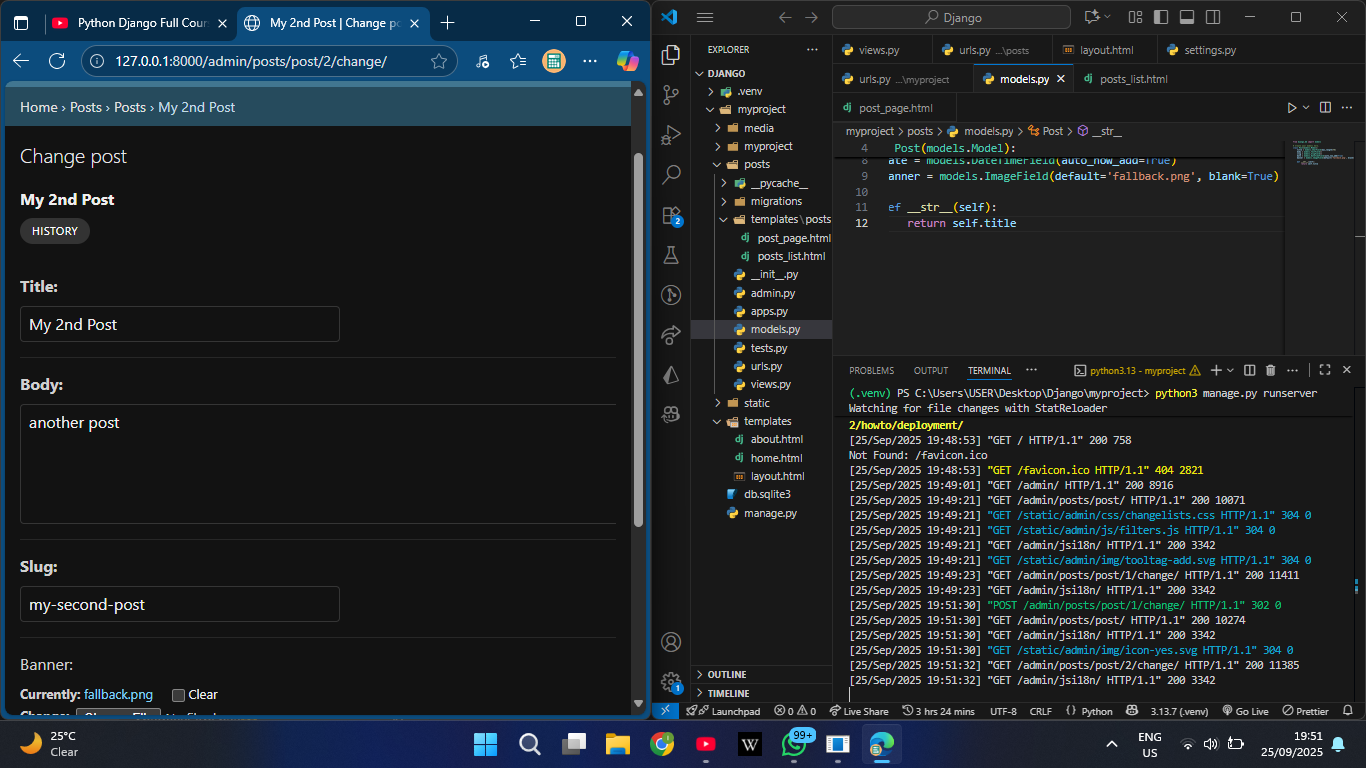 Python Django Full Cour
My 2nd Post | Change po
127.0.0.1:8000/admin/posts/post/2/change/
Home › Posts › Posts › My 2nd Post
Change post
My 2nd Post
HISTORY
Title:
My 2nd Post
Body:
another post
Slug:
my-second-post
Banner:
Currently: fallback.png Clear
Django
EXPLORER
DJANGO
.venv
myproject
media
myproject
posts
__pycache__
migrations
templates\posts
post_page.html
posts_list.html
__init__.py
admin.py
apps.py
models.py
tests.py
urls.py
views.py
static
templates
about.html
home.html
layout.html
db.sqlite3
manage.py
OUTLINE
TIMELINE
2
1
views.py
urls.py ...\posts
layout.html
settings.py
urls.py ...\myproject
models.py
posts_list.html
post_page.html
myproject > posts > models.py > Post > __str__
4 Post(models.Model):
8 ate = models.DateTimeField(auto_now_add=True)
9 anner = models.ImageField(default='fallback.png', blank=True)
10
11 ef __str__(self):
12 return self.title
PROBLEMS OUTPUT TERMINAL python3.13 - myproject
(.venv) PS C:\Users\USER\Desktop\Django\myproject> python3 manage.py runserver
Watching for file changes with StatReloader
2/howto/deployment/
[25/Sep/2025 19:48:53] "GET / HTTP/1.1" 200 758
Not Found: /favicon.ico
[25/Sep/2025 19:48:53] "GET /favicon.ico HTTP/1.1" 404 2821
[25/Sep/2025 19:49:01] "GET /admin/ HTTP/1.1" 200 8916
[25/Sep/2025 19:49:21] "GET /admin/posts/post/ HTTP/1.1" 200 10071
[25/Sep/2025 19:49:21] "GET /static/admin/css/changelists.css HTTP/1.1" 304 0
[25/Sep/2025 19:49:21] "GET /static/admin/js/filters.js HTTP/1.1" 304 0
[25/Sep/2025 19:49:21] "GET /admin/jsi18n/ HTTP/1.1" 200 3342
[25/Sep/2025 19:49:21] "GET /static/admin/img/tooltag-add.svg HTTP/1.1" 304 0
[25/Sep/2025 19:49:23] "GET /admin/posts/post/1/change/ HTTP/1.1" 200 11411
[25/Sep/2025 19:49:23] "GET /admin/jsi18n/ HTTP/1.1" 200 3342
[25/Sep/2025 19:51:30] "POST /admin/posts/post/1/change/ HTTP/1.1" 302 0
[25/Sep/2025 19:51:30] "GET /admin/posts/post/ HTTP/1.1" 200 10274
[25/Sep/2025 19:51:30] "GET /admin/jsi18n/ HTTP/1.1" 200 3342
[25/Sep/2025 19:51:30] "GET /static/admin/img/icon-yes.svg HTTP/1.1" 304 0
[25/Sep/2025 19:51:32] "GET /admin/posts/post/2/change/ HTTP/1.1" 200 11385
[25/Sep/2025 19:51:32] "GET /admin/jsi18n/ HTTP/1.1" 200 3342
Launchpad 0 0 Live Share 3 hrs 24 mins UTF-8 CRLF Python 3.13.7 (.venv) Go Live Prettier
25°C
Clear
W
99+
ENG
US
19:51
25/09/2025